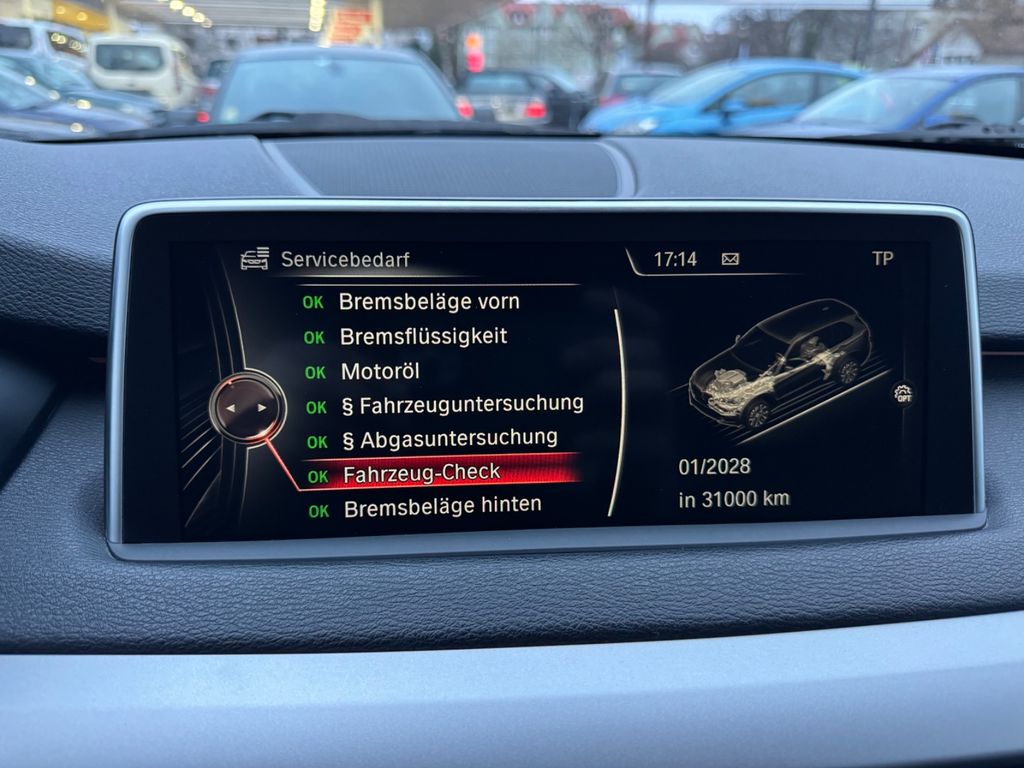 Servicebedarf
17:14
TP
OK Bremsbeläge vorn
OK Bremsflüssigkeit
OK Motoröl
OK § Fahrzeuguntersuchung
OK § Abgasuntersuchung
OK Fahrzeug-Check
OK Bremsbeläge hinten
OPT
01/2028
in 31000 km